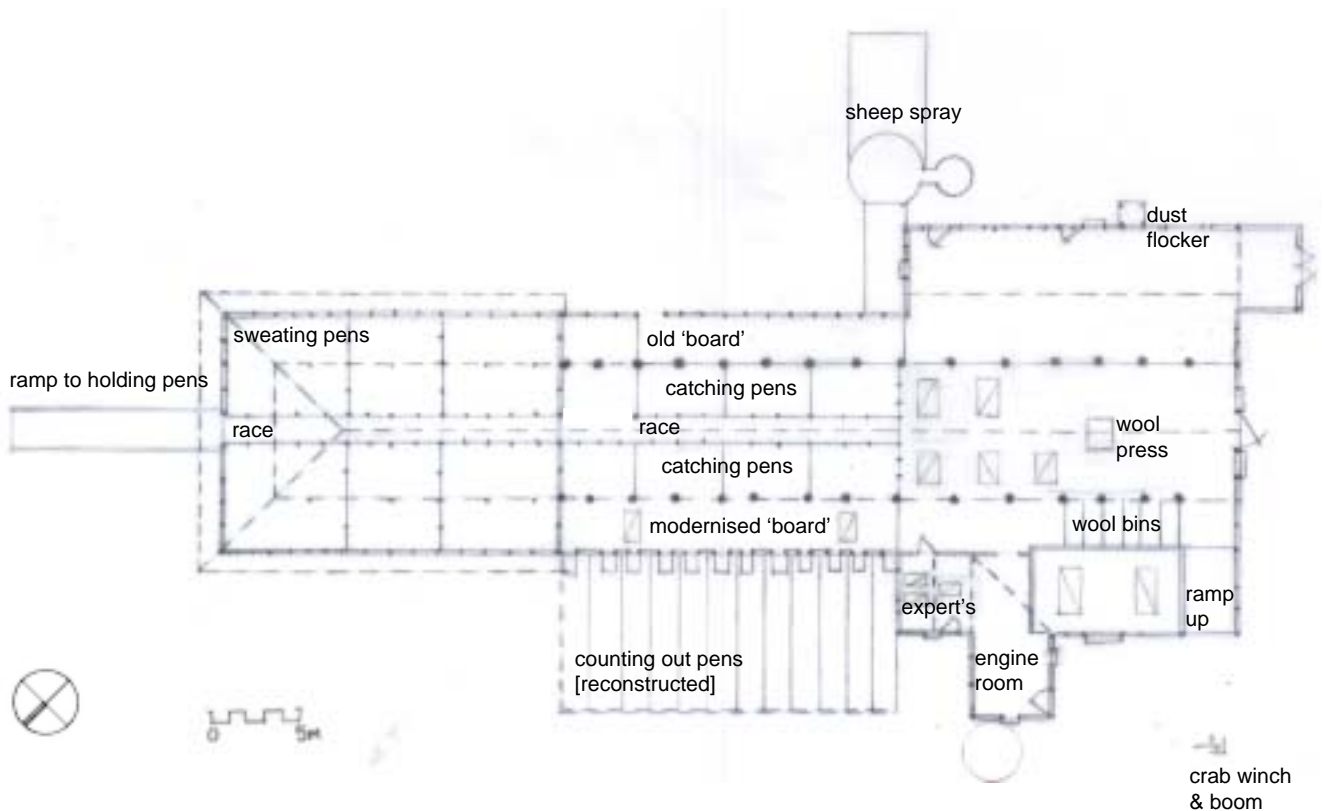 sheep spray
dust
flocker
sweating pens
old ‘board’
ramp to holding pens
catching pens
race
race
wool
press
catching pens
modernised ‘board’
wool bins
expert's
ramp
up
counting out pens
[reconstructed]
engine
room
0 5M
crab winch
& boom